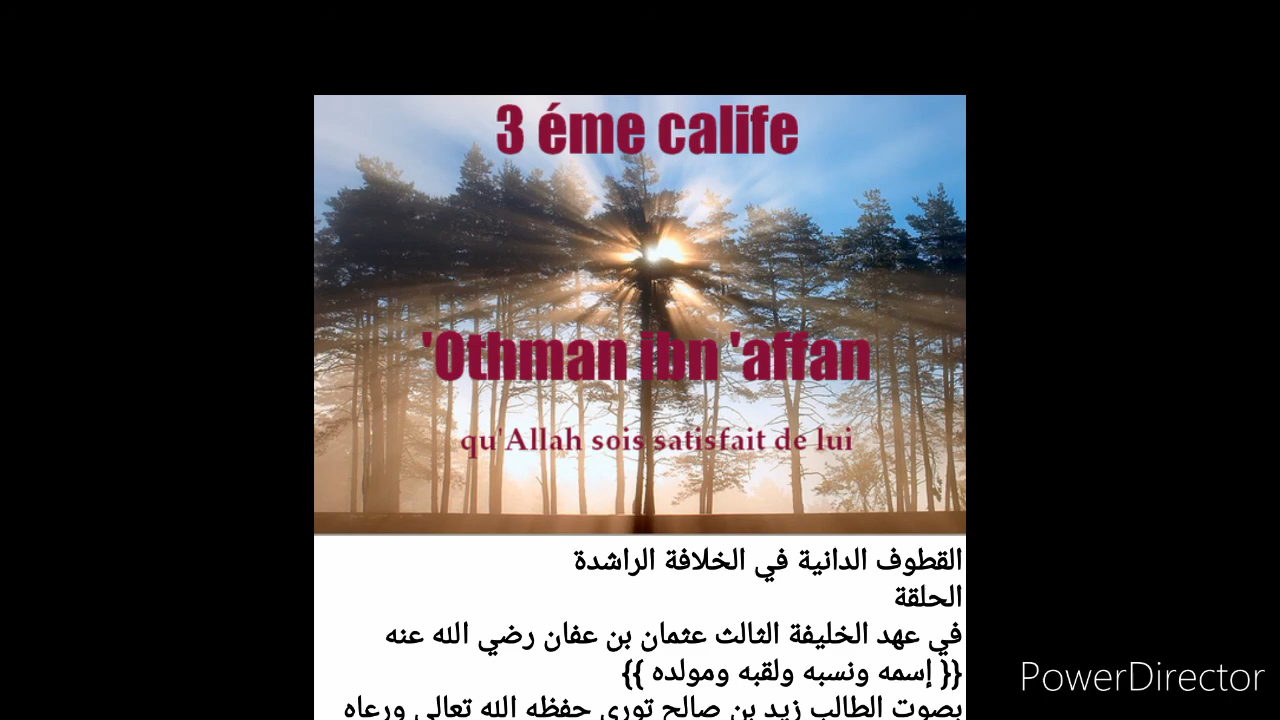 3 éme calife
'Othman ibn 'affan
qu'Allah sois satisfait de lui
القطوف الدانية في الخلافة الراشدة
الحلقة
في عهد الخليفة الثالث عثمان بن عفان رضي الله عنه
{{ إسمه ونسبه ولقبه ومولده }}
بصوت الطالب زيد بن صالح توري حفظه الله تعالى ورعاه
PowerDirector